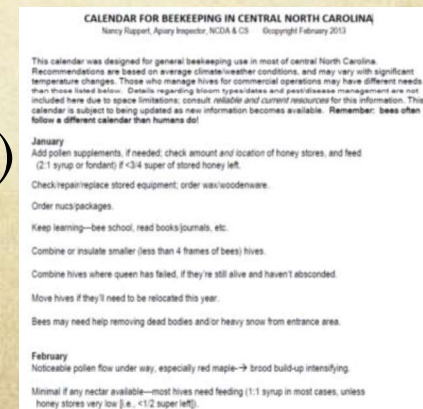 CALENDAR FOR BEEKEEPING IN CENTRAL NORTH CAROLINA
Nancy Ruppert, Apiary Inspector, NCDA & CS ©copyright February 2013
This calendar was designed for general beekeeping use in most of central North Carolina.
Recommendations are based on average climate/weather conditions, and may vary with significant
temperature changes. Those who manage hives for commercial operations may have different needs
than those listed below. Details regarding bloom types/dates and pest/disease management are not
included here due to space limitations; consult reliable and current resources for this information. This
calendar is subject to being updated as new information becomes available. Remember: bees often
follow a different calendar than humans do!
January
Add pollen supplements, if needed; check amount and location of honey stores, and feed
(2:1 syrup or fondant) if <3/4 super of stored honey left.
Check/repair/replace stored equipment; order wax/woodenware.
Order nucs/packages.
Keep learning—bee school, read books/journals, etc.
Combine or insulate smaller (less than 4 frames of bees) hives.
Combine hives where queen has failed, if they're still alive and haven't absconded.
Move hives if they'll need to be relocated this year.
Bees may need help removing dead bodies and/or heavy snow from entrance area.
February
Noticeable pollen flow under way, especially red maple-→ brood build-up intensifying.
Minimal if any nectar available—most hives need feeding (1:1 syrup in most cases, unless
honey stores very low [i.e., <1/2 super left]).
)